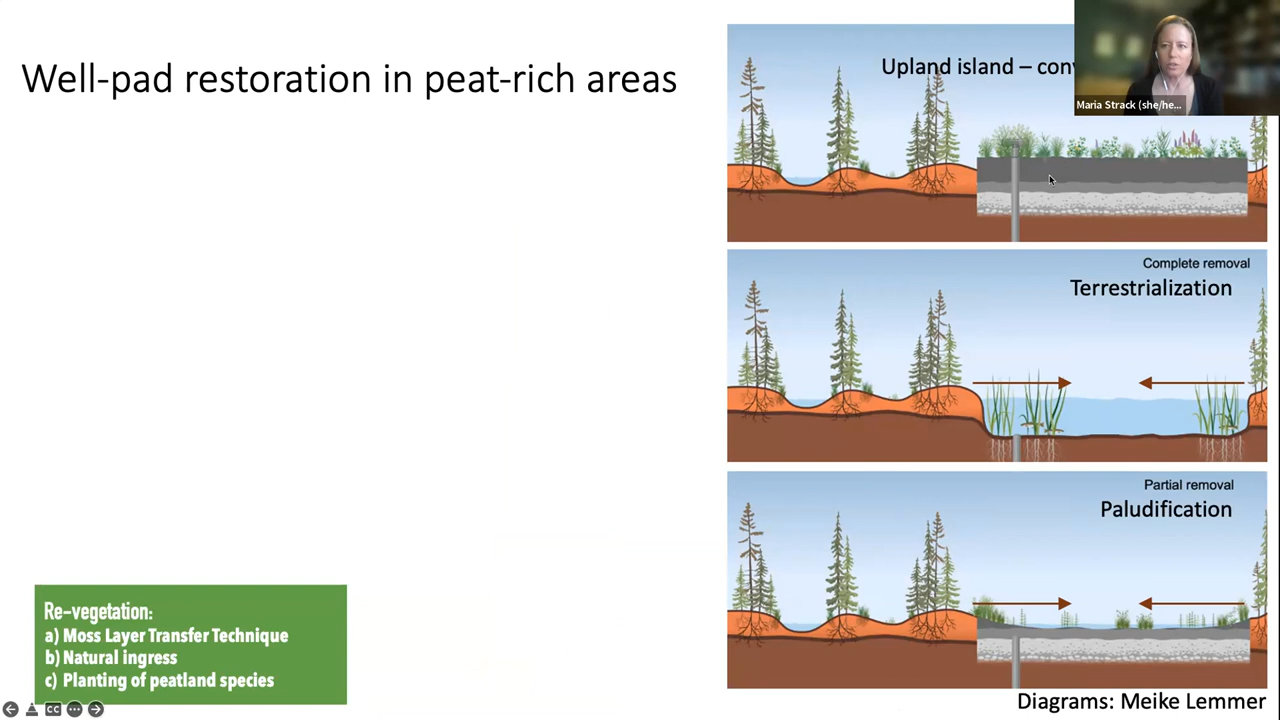 Well-pad restoration in peat-rich areas
Upland island –
Maria Strack (she/he...
Complete removal
Terrestrialization
Partial removal
Paludification
Re-vegetation:
a) Moss Layer Transfer Technique
b) Natural ingress
c) Planting of peatland species
CC
Diagrams: Meike Lemmer